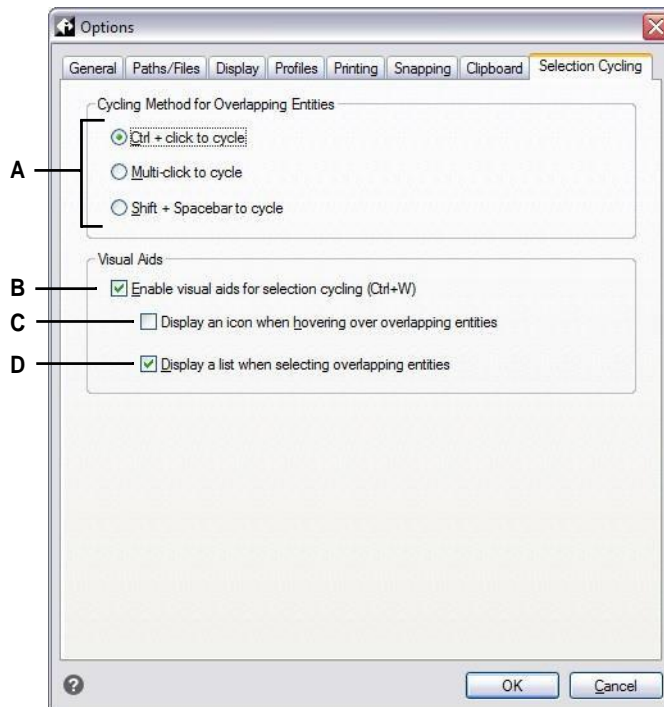 Options
General Paths/Files Display Profiles Printing Snapping Clipboard Selection Cycling
Cycling Method for Overlapping Entities
A
Ctrl + click to cycle
Multi-click to cycle
Shift + Spacebar to cycle
Visual Aids
B Enable visual aids for selection cycling (Ctrl+W)
C Display an icon when hovering over overlapping entities
D Display a list when selecting overlapping entities
? OK Cancel